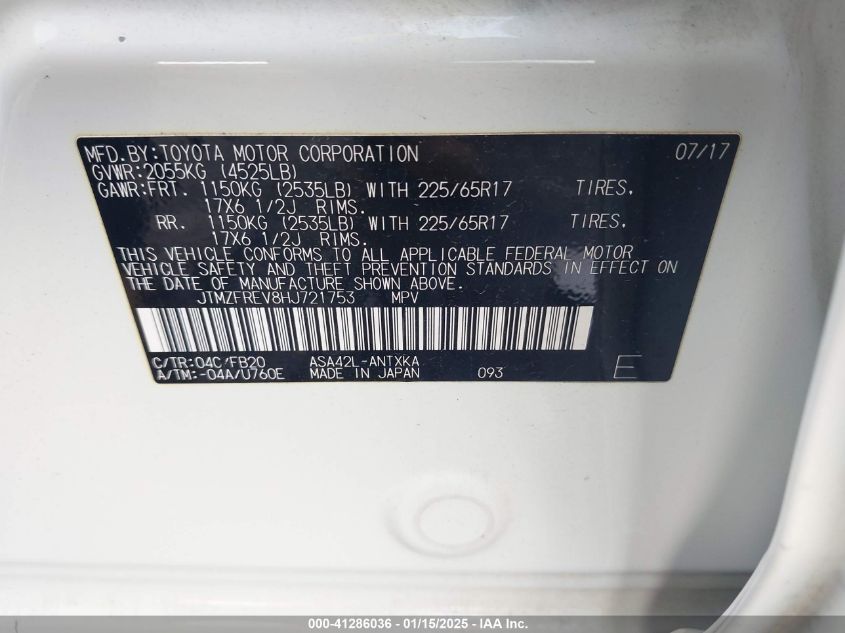 MFD.BY:TOYOTA MOTOR CORPORATION 07/17
GVWR:2055KG (4525LB)
GAWR:FRT. 1150KG (2535LB) WITH 225/65R17 TIRES,
17X6 1/2J RIMS.
RR. 1150KG (2535LB) WITH 225/65R17 TIRES,
17X6 1/2J RIMS.
THIS VEHICLE CONFORMS TO ALL APPLICABLE FEDERAL MOTOR
VEHICLE SAFETY AND THEFT PREVENTION STANDARDS IN EFFECT ON
THE DATE OF MANUFACTURE SHOWN ABOVE.
JTMZFREV8HJ721753 MPV
C/TR:04C/FB20 ASA42L-ANTXKA
A/TM:-04A/U760E MADE IN JAPAN 093 E
000-41286036 - 01/15/2025 - IAA Inc.